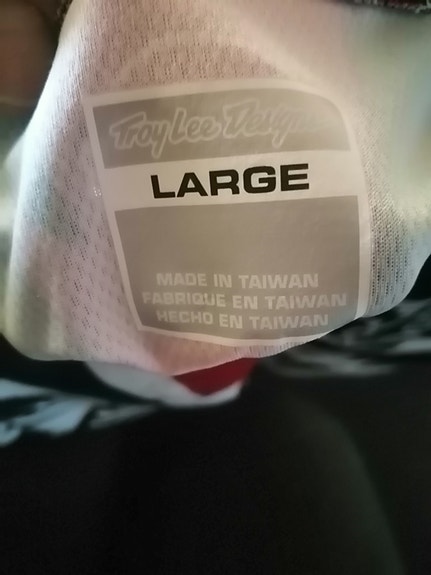 Troy Lee Designs
LARGE
MADE IN TAIWAN
FABRIQUE EN TAIWAN
HECHO EN TAIWAN